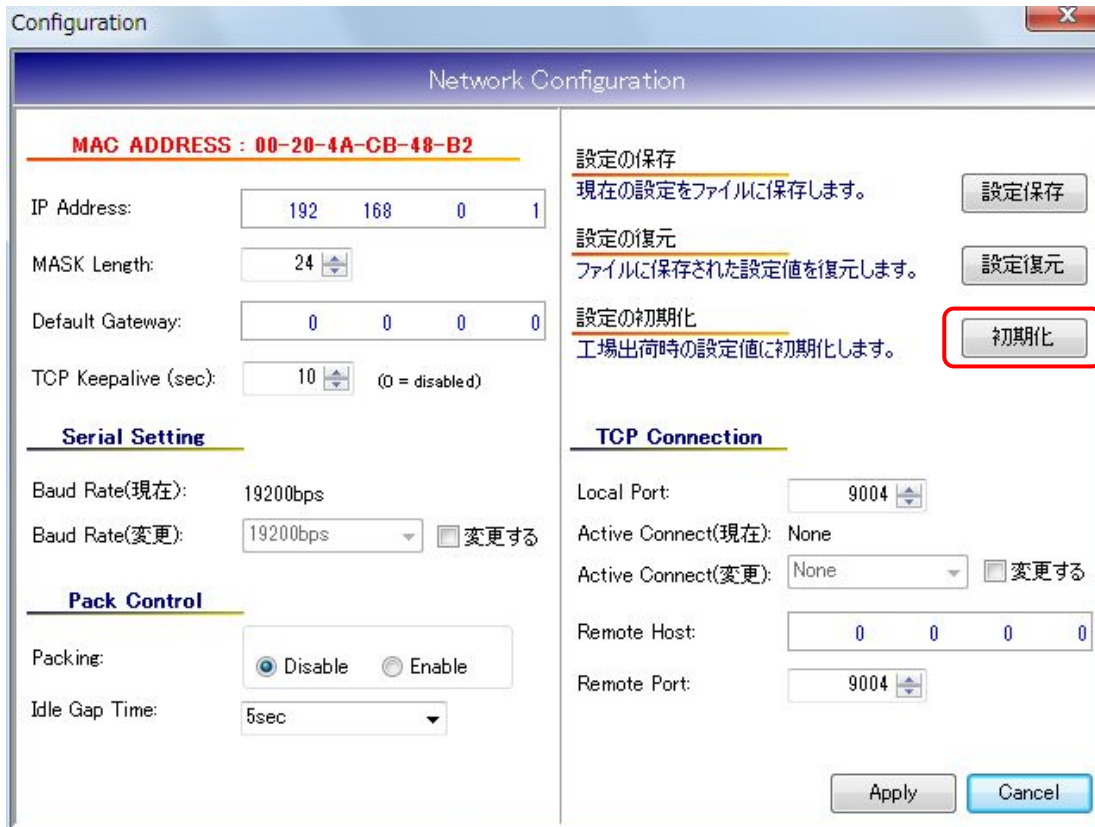 Configuration
x
Network Configuration
MAC ADDRESS : 00-20-4A-CB-48-B2
IP Address: 192 168 0 1
MASK Length: 24
Default Gateway: 0 0 0 0
TCP Keepalive (sec): 10 (0 = disabled)
Serial Setting
Baud Rate(現在): 19200bps
Baud Rate(変更): 19200bps 変更する
Pack Control
Packing: Disable Enable
Idle Gap Time: 5sec
設定の保存
現在の設定をファイルに保存します。 設定保存
設定の復元
ファイルに保存された設定値を復元します。 設定復元
設定の初期化
工場出荷時の設定値に初期化します。 初期化
TCP Connection
Local Port: 9004
Active Connect(現在): None
Active Connect(変更): None 変更する
Remote Host: 0 0 0 0
Remote Port: 9004
Apply Cancel